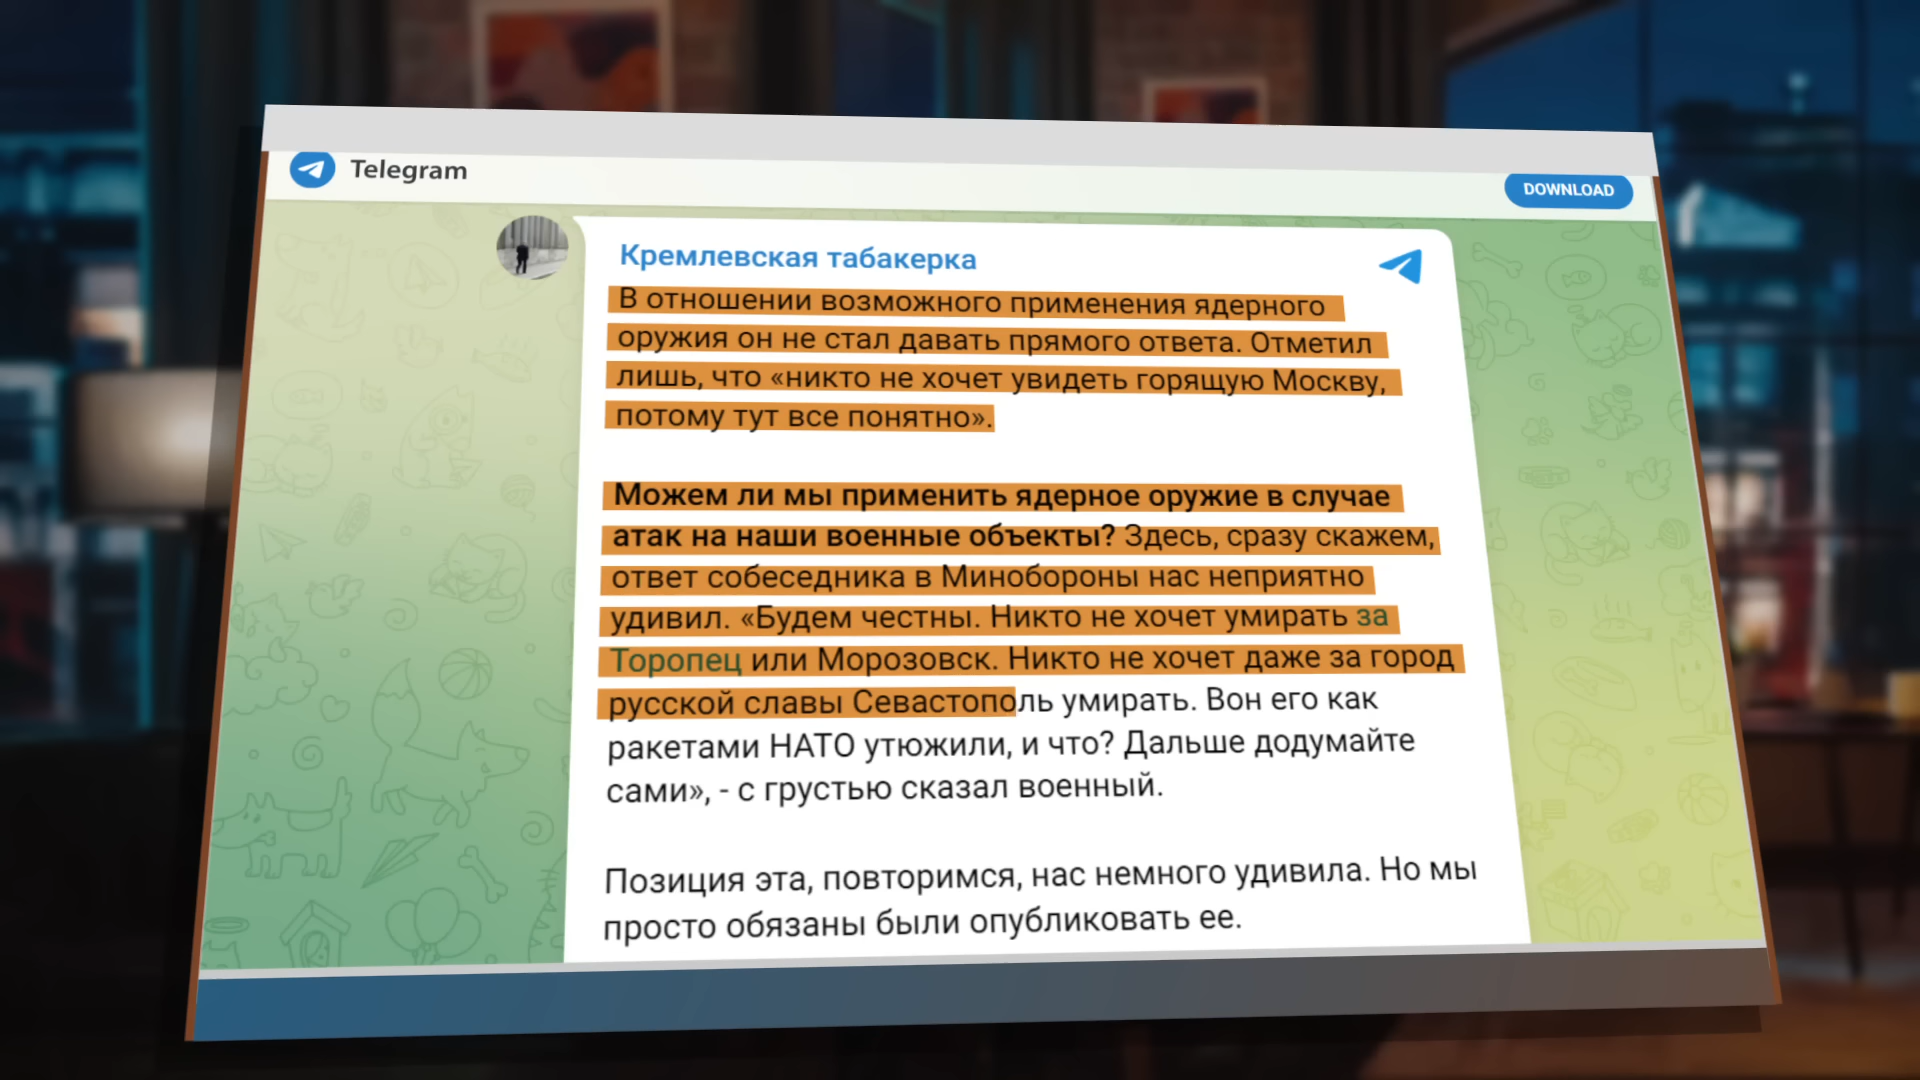 Telegram
DOWNLOAD
Кремлевская табакерка
В отношении возможного применения ядерного
оружия он не стал давать прямого ответа. Отметил
лишь, что «никто не хочет увидеть горящую Москву,
потому тут все понятно».
Можем ли мы применить ядерное оружие в случае
атак на наши военные объекты? Здесь, сразу скажем,
ответ собеседника в Минобороны нас неприятно
удивил. «Будем честны. Никто не хочет умирать за
Торопец или Морозовск. Никто не хочет даже за город
русской славы Севастополь умирать. Вон его как
ракетами НАТО утюжили, и что? Дальше додумайте
сами», - с грустью сказал военный.
Позиция эта, повторимся, нас немного удивила. Но мы
просто обязаны были опубликовать ее.